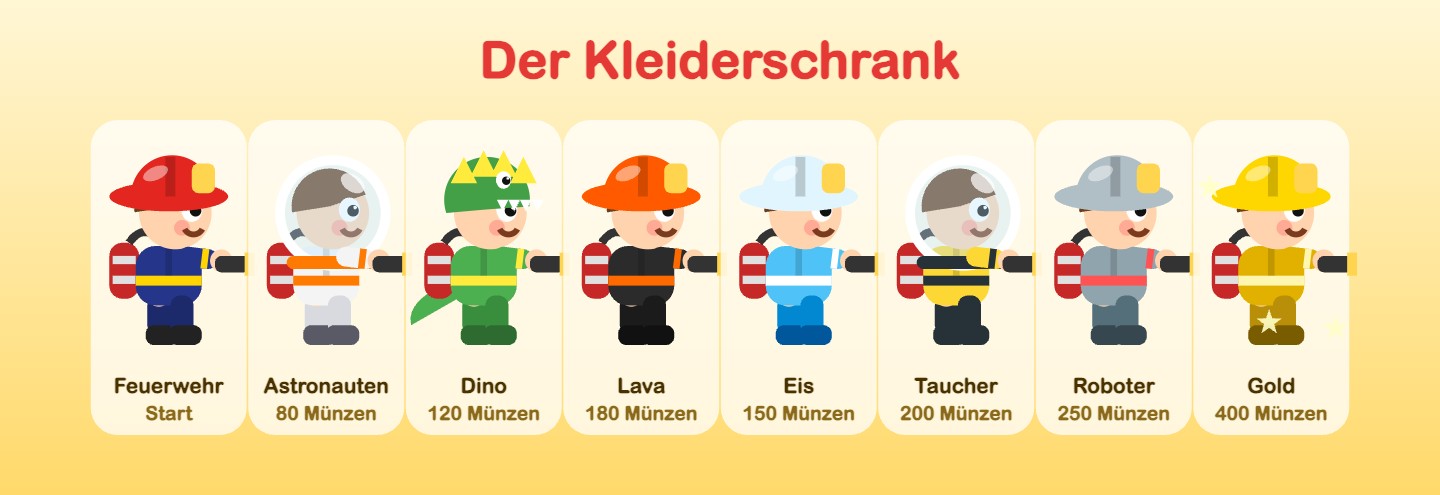 Der Kleiderschrank
Feuerwehr
Start
Astronauten
80 Münzen
Dino
120 Münzen
Lava
180 Münzen
Eis
150 Münzen
Taucher
200 Münzen
Roboter
250 Münzen
Gold
400 Münzen